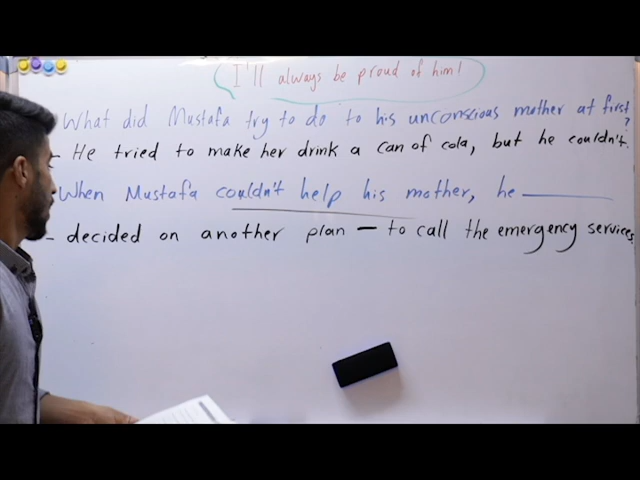 I'll always be proud of him!
What did Mustafa try to do to his unconscious mother at first?
- He tried to make her drink a can of cola, but he couldn't.
When Mustafa couldn't help his mother, he ________
- decided on another plan – to call the emergency services.